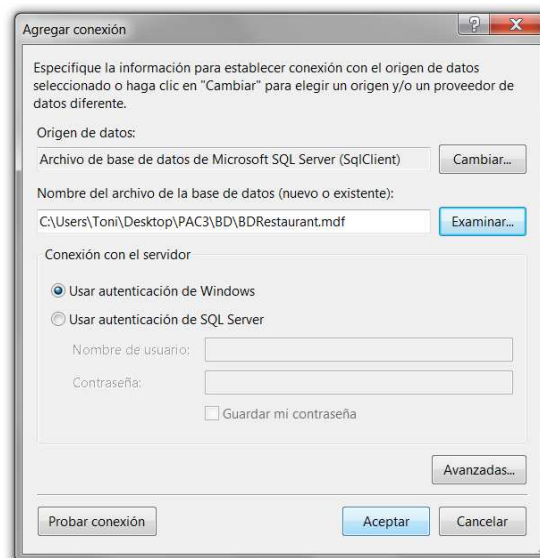 Agregar conexión
Especifique la información para establecer conexión con el origen de datos
seleccionado o haga clic en "Cambiar" para elegir un origen y/o un proveedor de
datos diferente.
Origen de datos:
Archivo de base de datos de Microsoft SQL Server (SqlClient)
Cambiar...
Nombre del archivo de la base de datos (nuevo o existente):
C:\Users\Toni\Desktop\PAC3\BD\BDRestaurant.mdf
Examinar...
Conexión con el servidor
Usar autenticación de Windows
Usar autenticación de SQL Server
Nombre de usuario:
Contraseña:
Guardar mi contraseña
Avanzadas...
Probar conexión
Aceptar
Cancelar